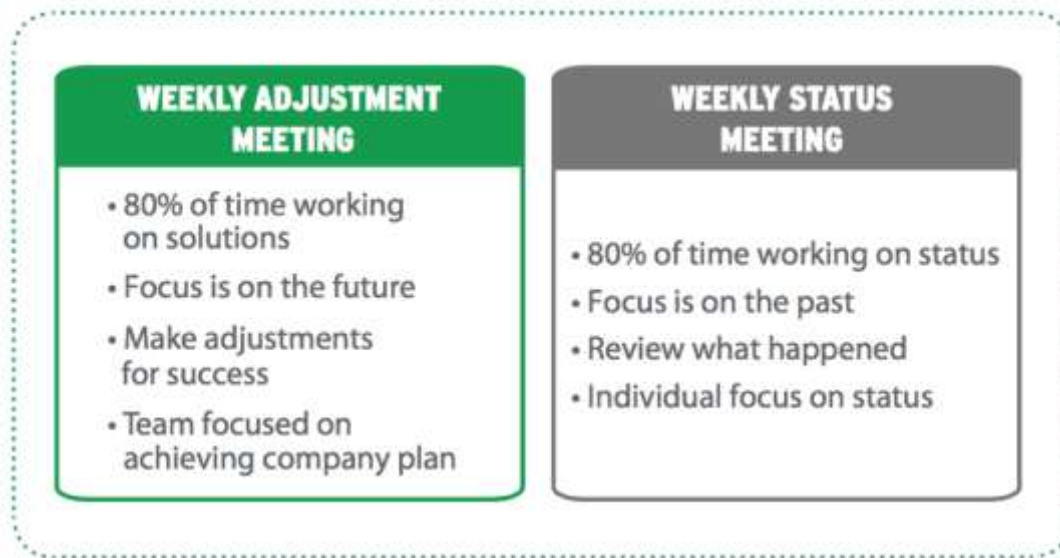 WEEKLY ADJUSTMENT
MEETING
• 80% of time working
on solutions
• Focus is on the future
• Make adjustments
for success
• Team focused on
achieving company plan
WEEKLY STATUS
MEETING
• 80% of time working on status
• Focus is on the past
• Review what happened
• Individual focus on status